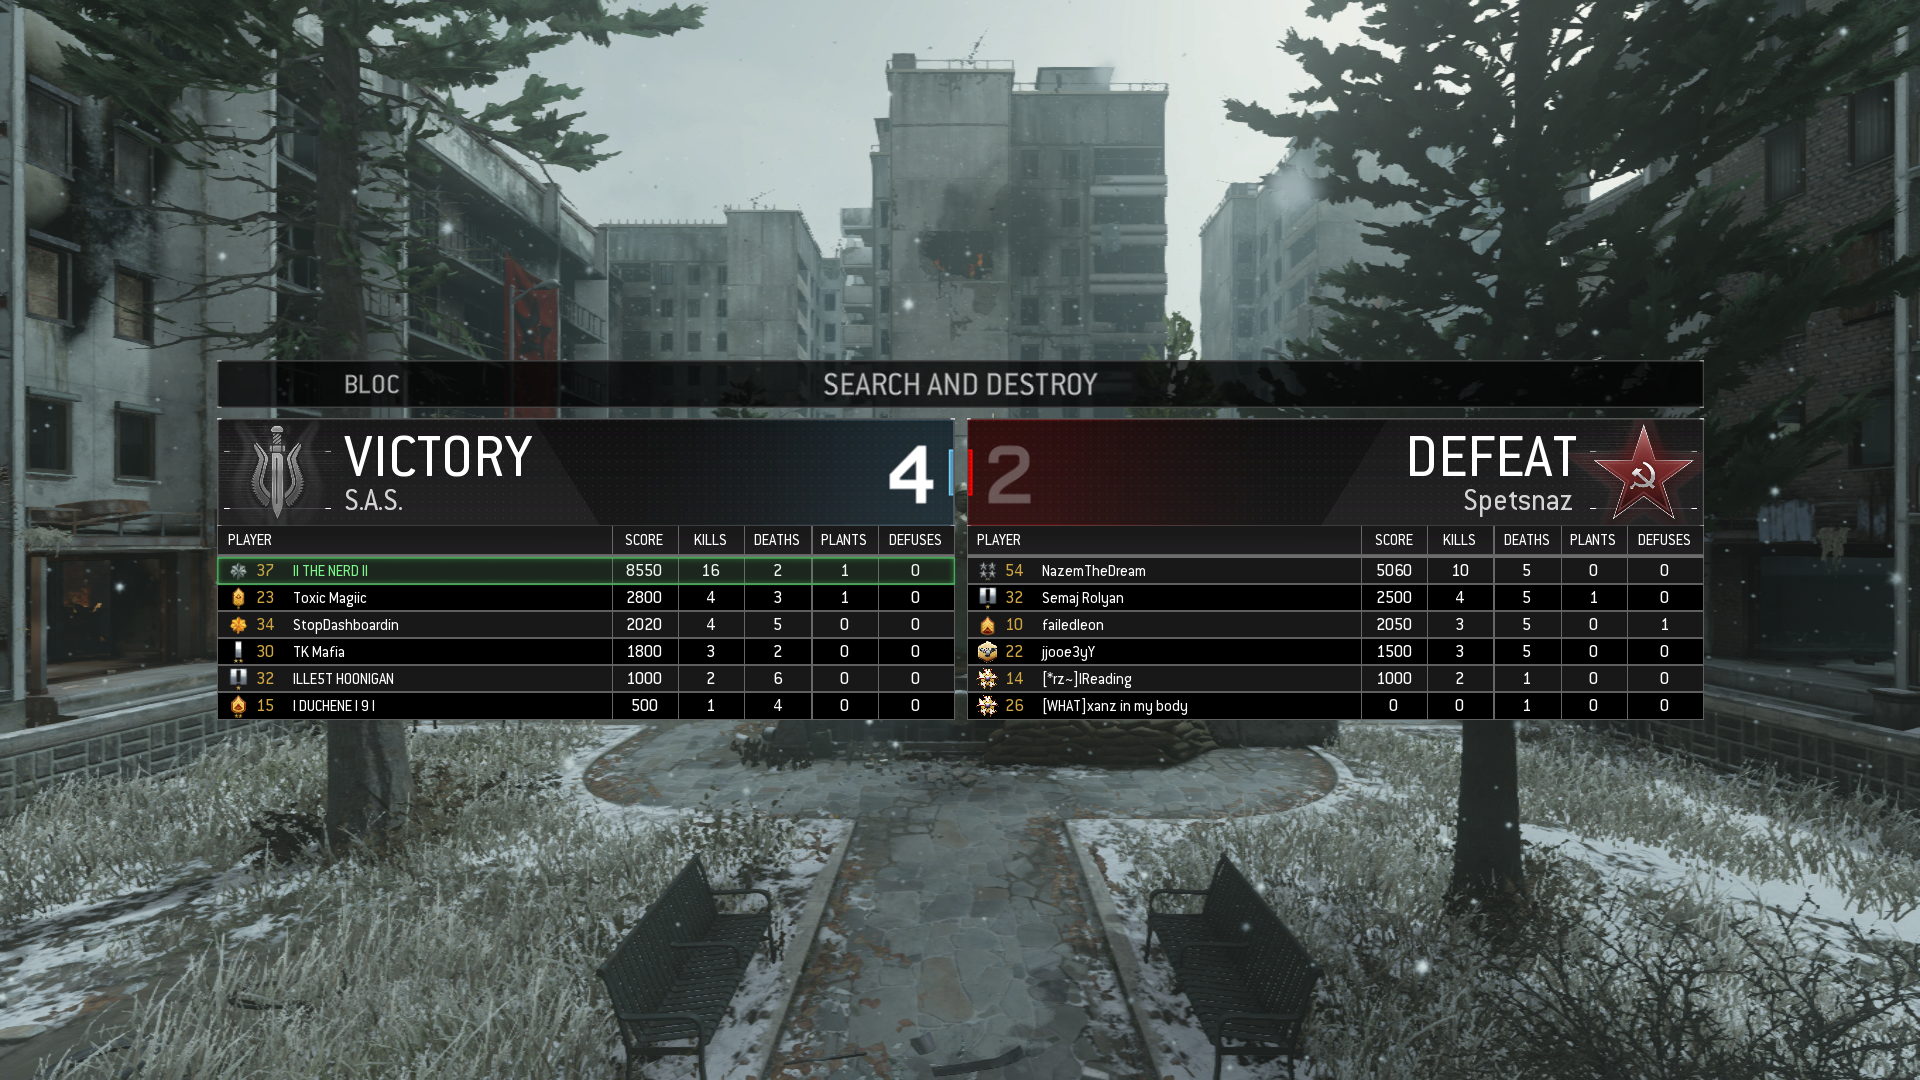 BLOC SEARCH AND DESTROY
VICTORY 4 2 DEFEAT
S.A.S. Spetsnaz
PLAYER SCORE KILLS DEATHS PLANTS DEFUSES
37 II THE NERD II 8550 16 2 1 0
23 Toxic Magiic 2800 4 3 1 0
34 StopDashboardin 2020 4 5 0 0
30 TK Mafia 1800 3 2 0 0
32 ILLE5T HOONIGAN 1000 2 6 0 0
15 I DUCHENE I 9 I 500 1 4 0 0
PLAYER SCORE KILLS DEATHS PLANTS DEFUSES
54 NazemTheDream 5060 10 5 0 0
32 Semaj Rolyan 2500 4 5 1 0
10 failedleon 2050 3 5 0 1
22 jjooe3yY 1500 3 5 0 0
14 [*rz~]IReading 1000 2 1 0 0
26 [WHAT]xanz in my body 0 0 1 0 0